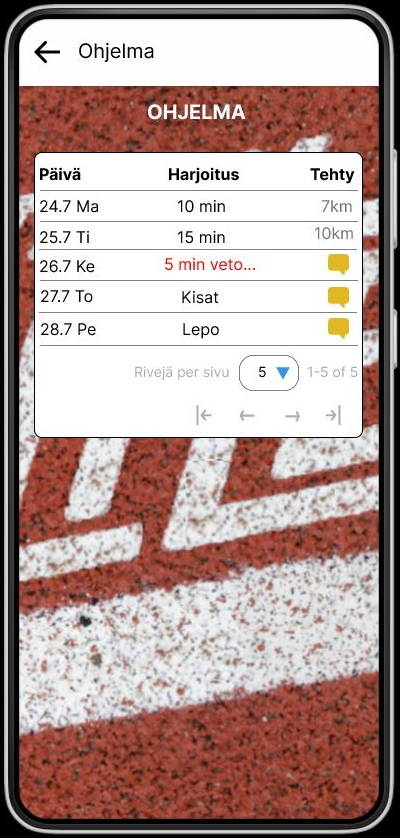 Ohjelma
OHJELMA
Päivä Harjoitus Tehty
24.7 Ma 10 min 7km
25.7 Ti 15 min 10km
26.7 Ke 5 min veto...
27.7 To Kisat
28.7 Pe Lepo
Rivejä per sivu 5 1-5 of 5